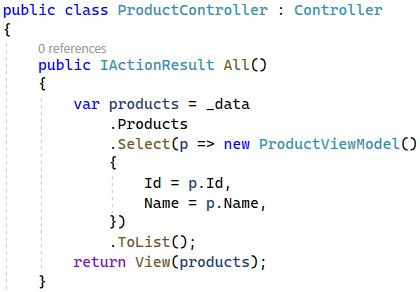 public class ProductController : Controller
{
    0 references
    public IActionResult All()
    {
        var products = _data
            .Products
            .Select(p => new ProductViewModel()
            {
                Id = p.Id,
                Name = p.Name,
            })
            .ToList();
        return View(products);
    }